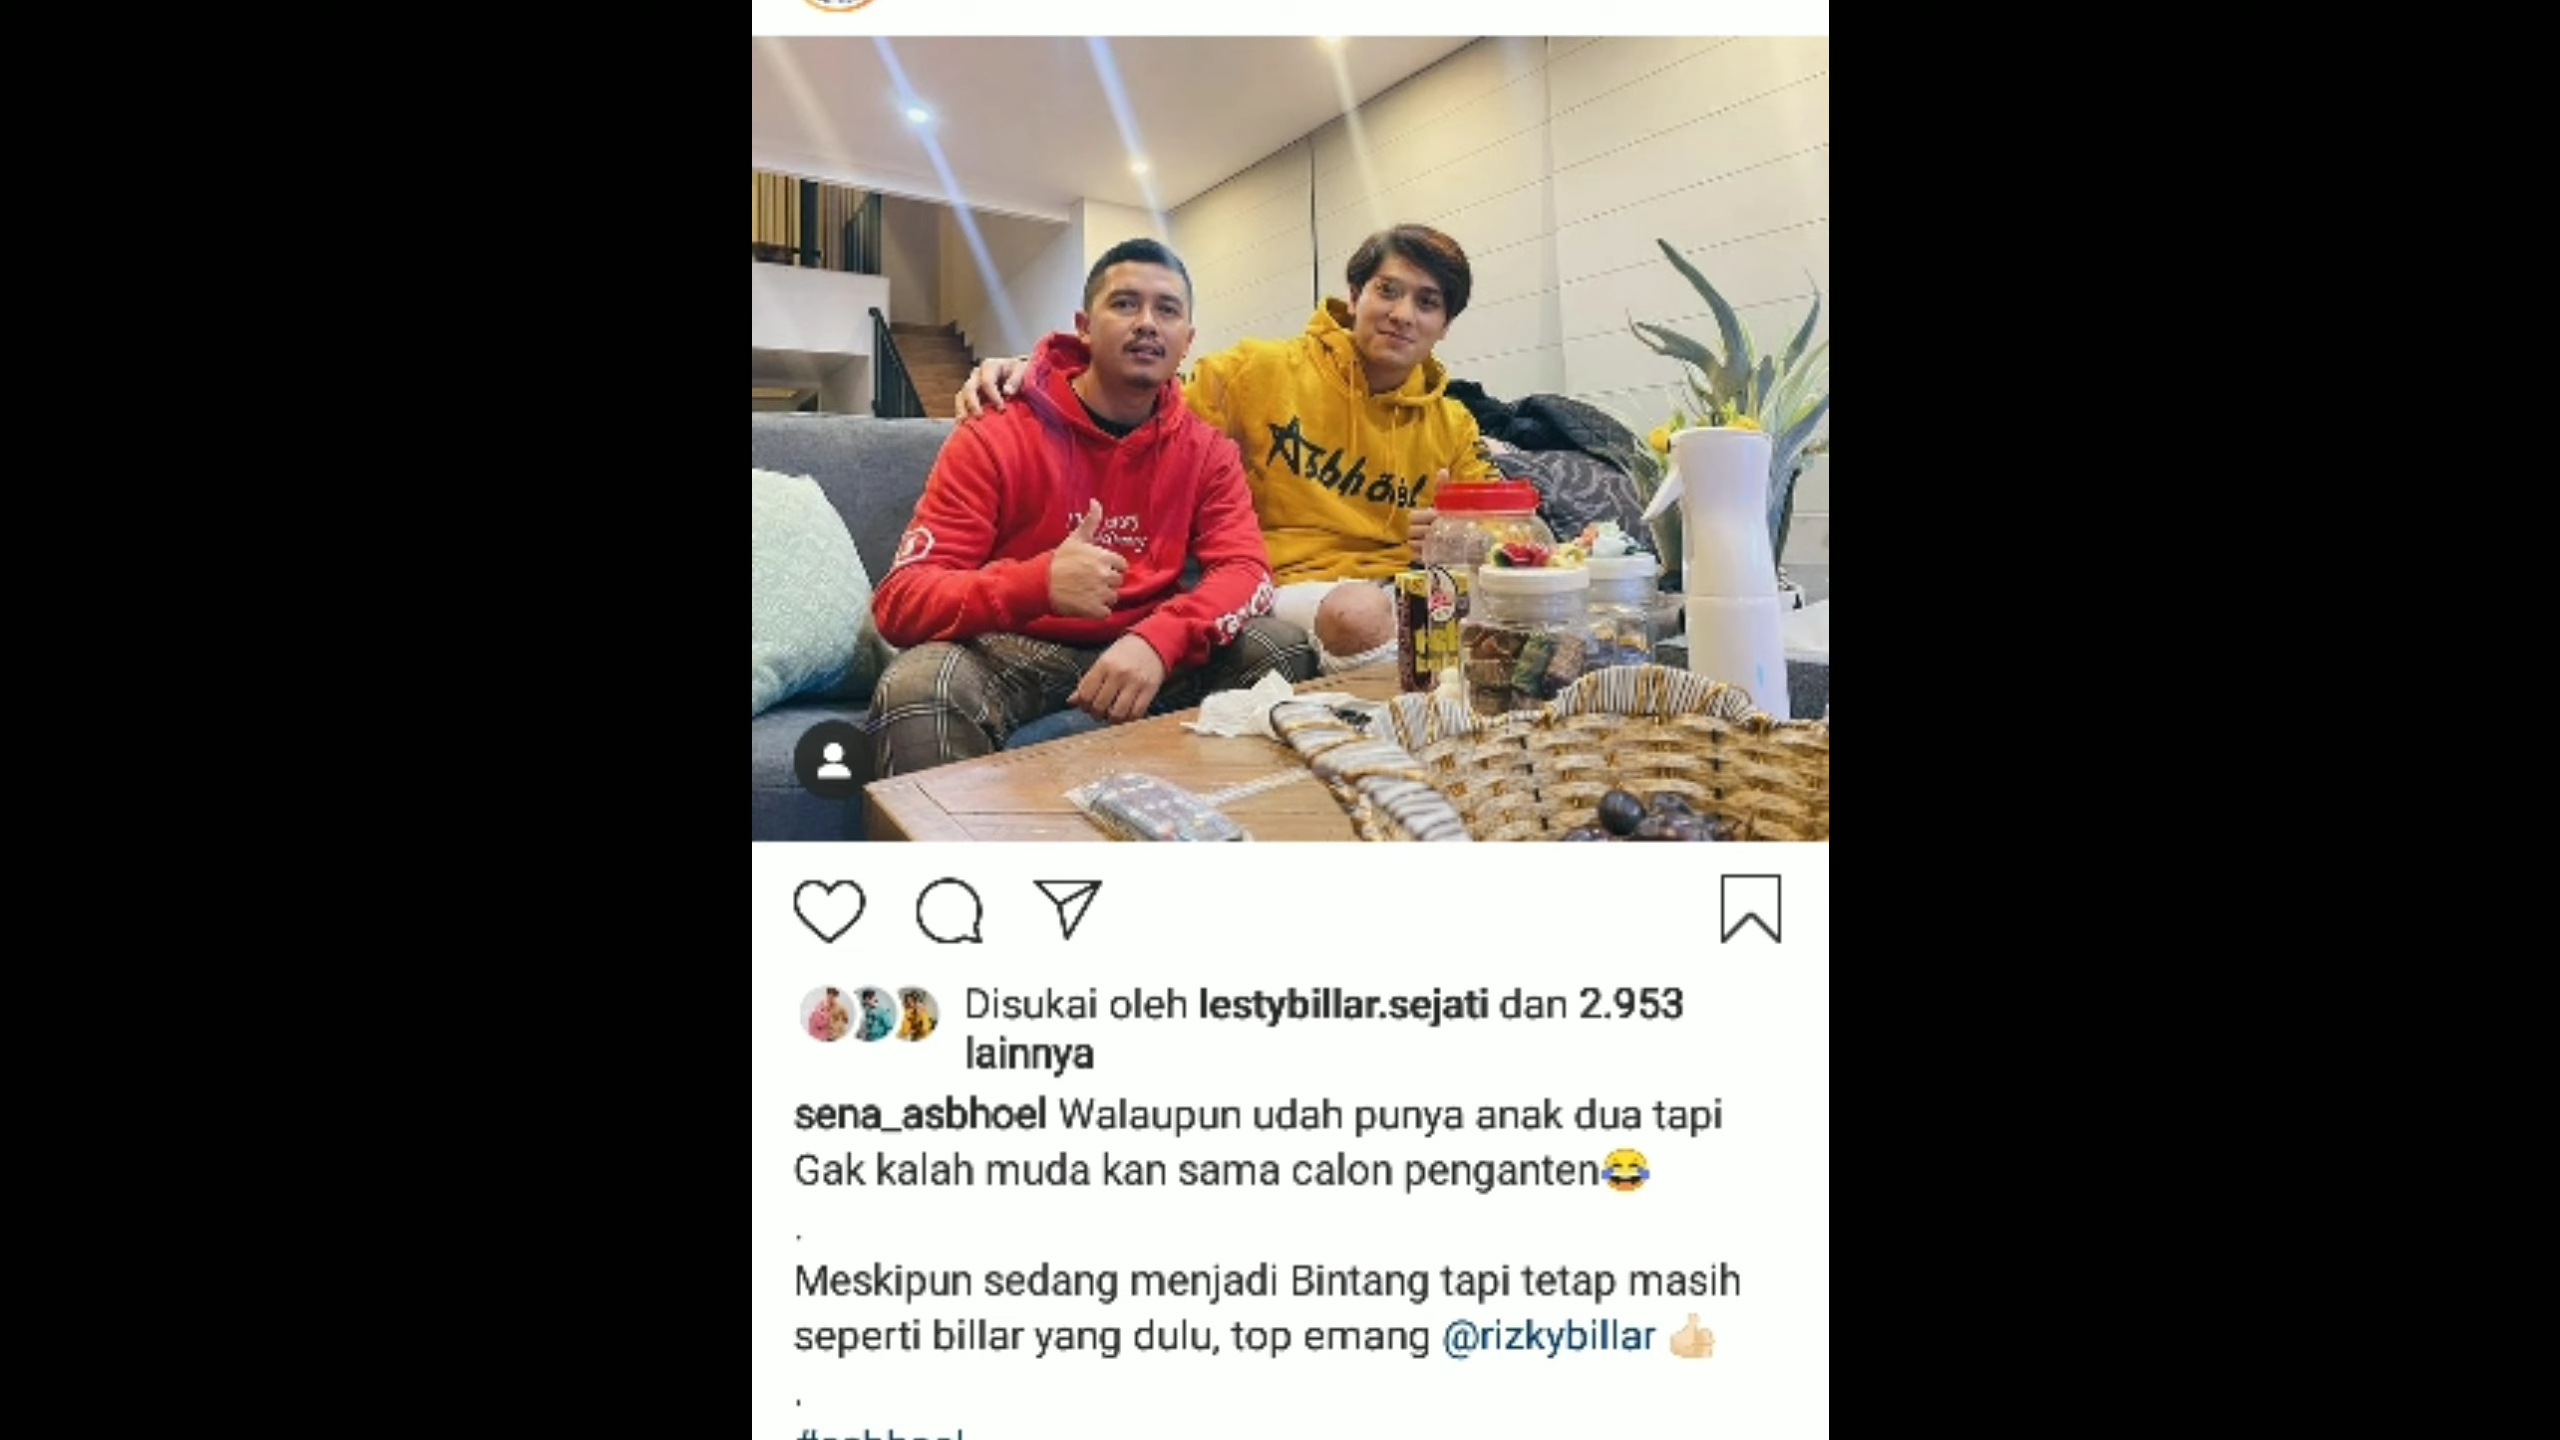 Asbhoel
Disukai oleh lestybillar.sejati dan 2.953
lainnya
sena_asbhoel Walaupun udah punya anak dua tapi
Gak kalah muda kan sama calon penganten😂
.
Meskipun sedang menjadi Bintang tapi tetap masih
seperti billar yang dulu, top emang @rizkybillar 👍🏻
.